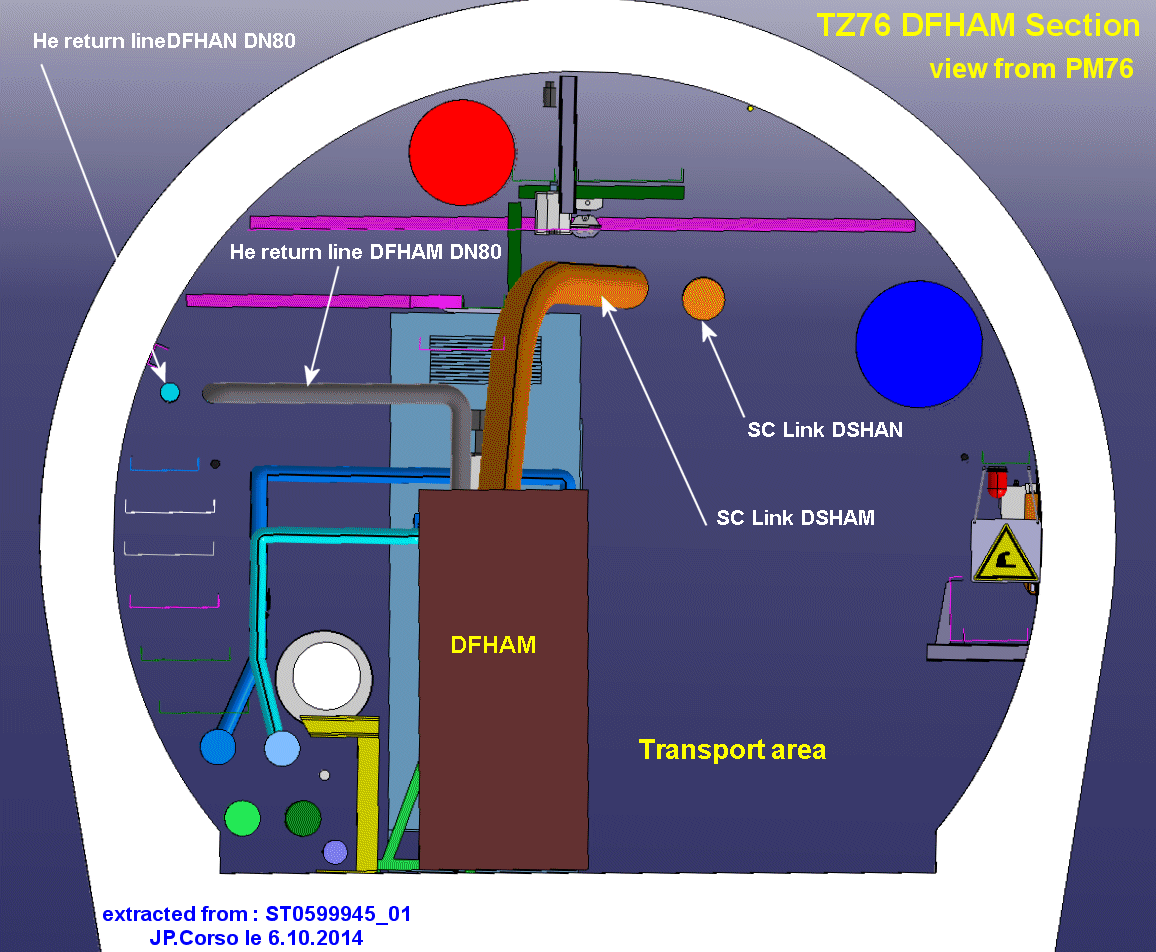 TZ76 DFHAM Section
view from PM76
He return lineDFHAN DN80
He return line DFHAM DN80
SC Link DSHAN
SC Link DSHAM
DFHAM
Transport area
extracted from : ST0599945_01
JP.Corso le 6.10.2014